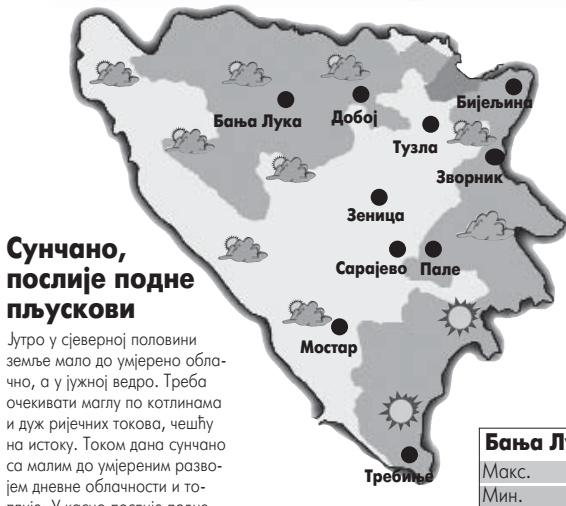 Бања Лука
Добој
Бијељина
Тузла
Зворник
Зеница
Сарајево
Пале
Мостар
Требиње
Сунчано,
послије подне
пљускови
Јутро у сјеверној половини
земље мало до умјерено обла-
чно, а у јужној ведро. Треба
очекивати маглу по котлинама
и дуж ријечних токова, чешћу
на истоку. Током дана сунчано
са малим до умјереним разво-
јем дневне облачности и то-
Бања
Макс.
Мин.